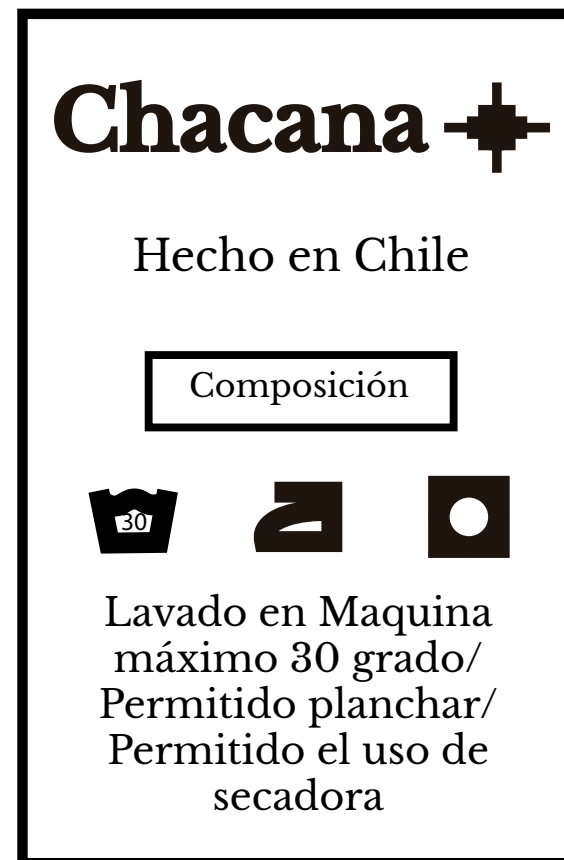 Chacana
Hecho en Chile
Composición
30
Lavado en Maquina
máximo 30 grado/
Permitido planchar/
Permitido el uso de
secadora